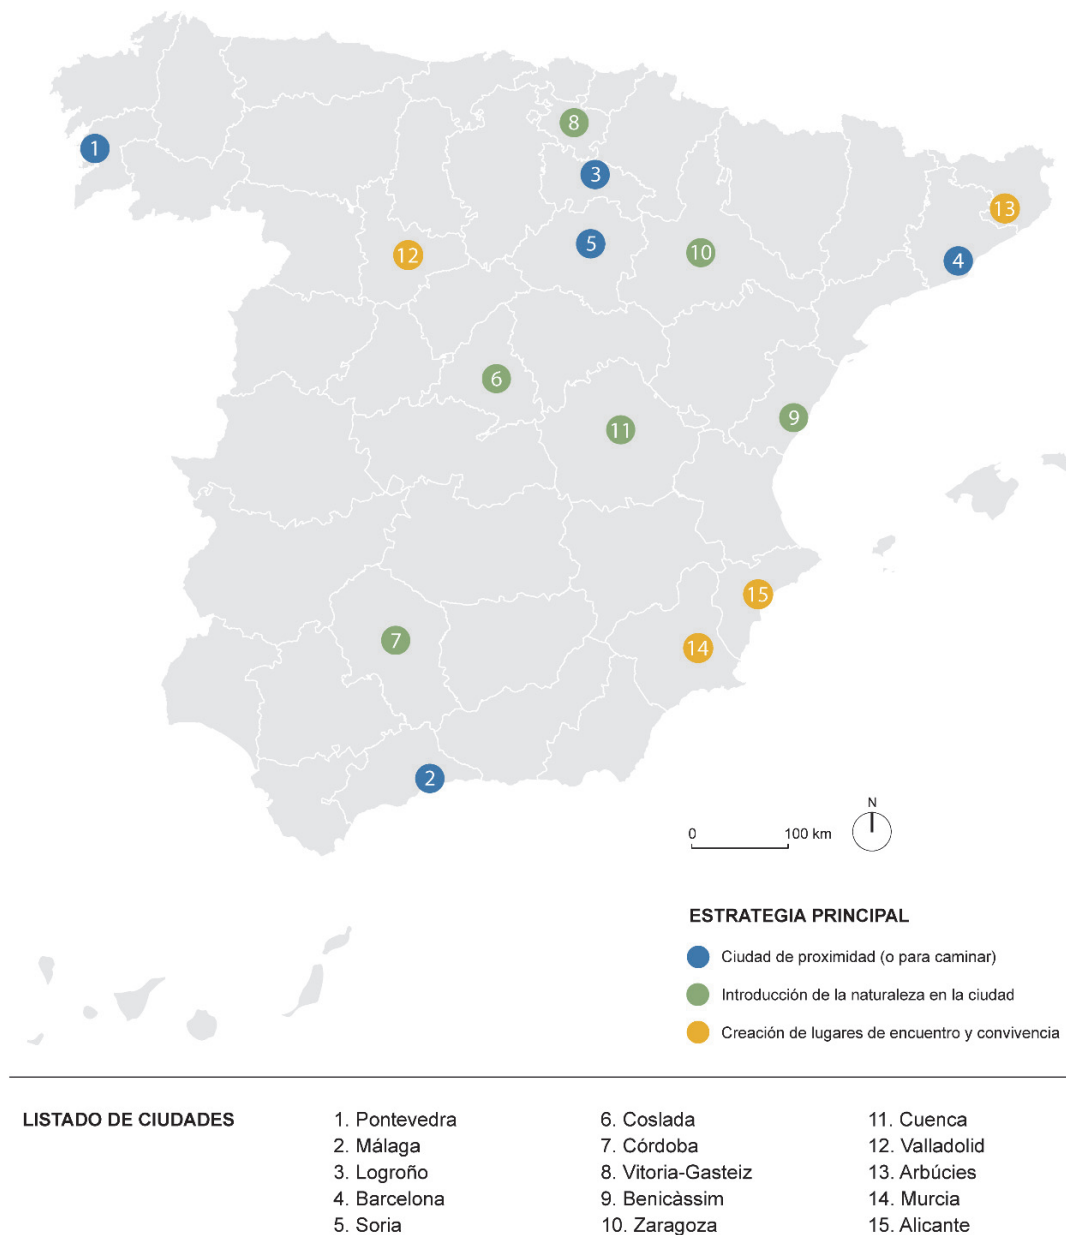 8
1
3
13
5
10
12
4
6
9
11
15
7
14
2
N
0 100 km
ESTRATEGIA PRINCIPAL
Ciudad de proximidad (o para caminar)
Introducción de la naturaleza en la ciudad
Creación de lugares de encuentro y convivencia
LISTADO DE CIUDADES
1. Pontevedra
2. Málaga
3. Logroño
4. Barcelona
5. Soria
6. Coslada
7. Córdoba
8. Vitoria-Gasteiz
9. Benicàssim
10. Zaragoza
11. Cuenca
12. Valladolid
13. Arbúcies
14. Murcia
15. Alicante